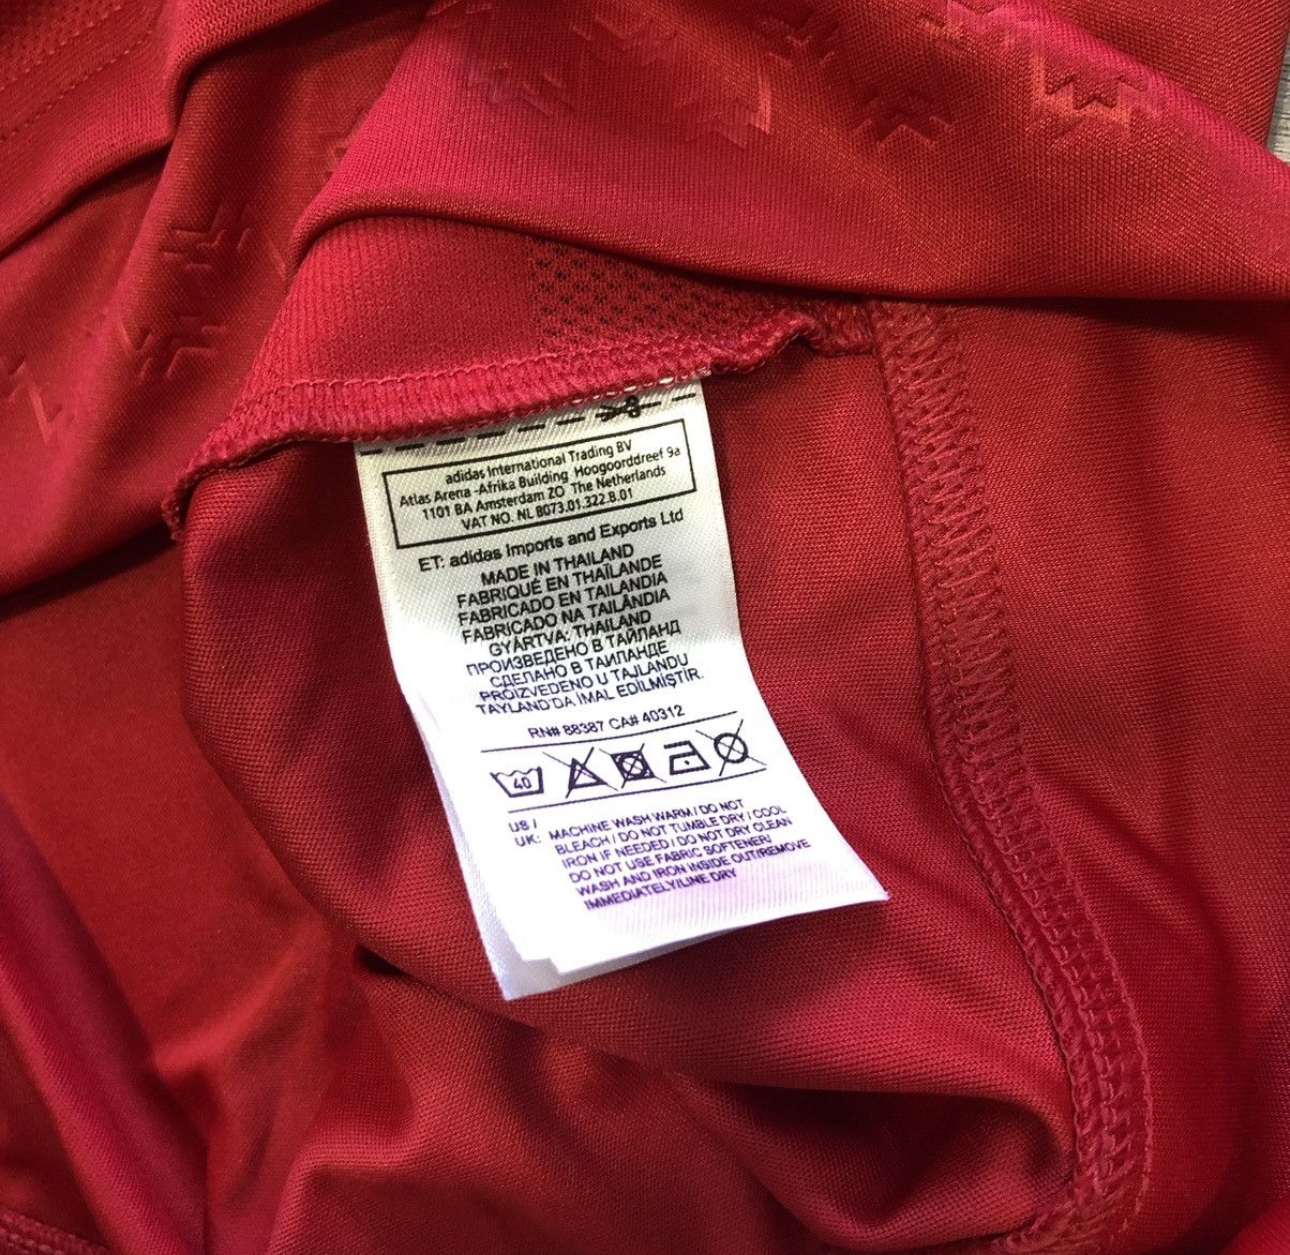 adidas International Trading BV
Atlas Arena -Afrika Building Hoogoorddreef 9a
1101 BA Amsterdam ZO The Netherlands
VAT NO. NL 8073.01.322.B.01
ET: adidas Imports and Exports Ltd
MADE IN THAILAND
FABRIQUÉ EN THAÏLANDE
FABRICADO EN TAILANDIA
FABRICADO NA TAILÂNDIA
GYÁRTVA: THAILAND
ПРОИЗВЕДЕНО В ТАЙЛАНД
СДЕЛАНО В ТАИЛАНДЕ
PROIZVEDENO U TAJLANDU
TAYLAND'DA İMAL EDİLMİŞTİR.
RN# 88387 CA# 40312
40
US / UK: MACHINE WASH WARM / DO NOT
BLEACH / DO NOT TUMBLE DRY / COOL
IRON IF NEEDED / DO NOT DRY CLEAN
DO NOT USE FABRIC SOFTENER/
WASH AND IRON INSIDE OUT/REMOVE
IMMEDIATELY/LINE DRY